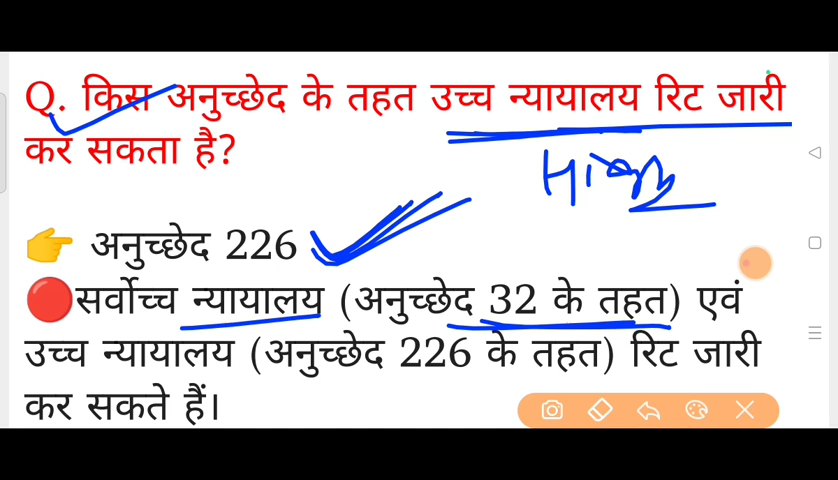 Q. किस अनुच्छेद के तहत उच्च न्यायालय रिट जारी
कर सकता है?
अनुच्छेद 226
सर्वोच्च न्यायालय (अनुच्छेद 32 के तहत) एवं
उच्च न्यायालय (अनुच्छेद 226 के तहत) रिट जारी
कर सकते हैं।